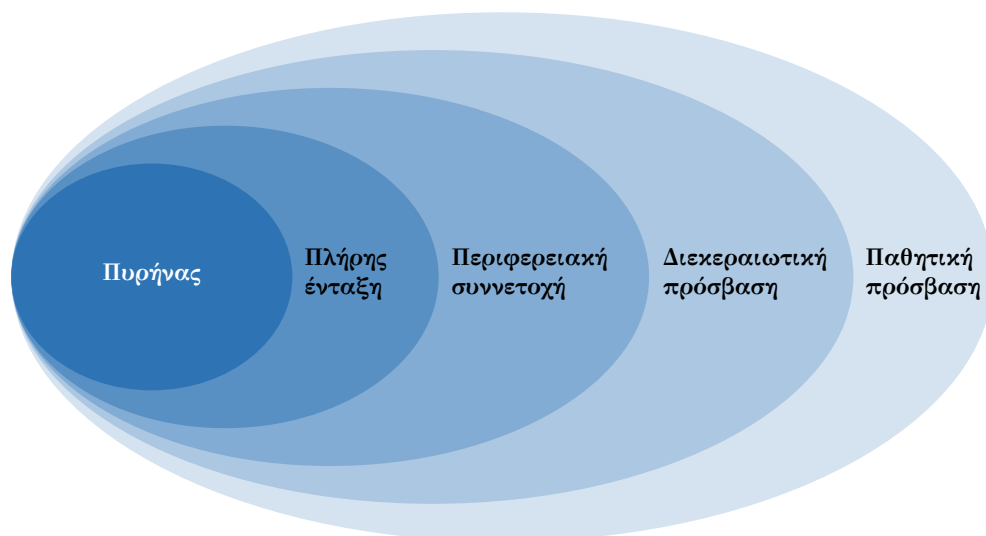 Πυρήνας
Πλήρης
ένταξη
Περιφερειακή
συννετοχή
Διεκεραιωτική
πρόσβαση
Παθητική
πρόσβαση